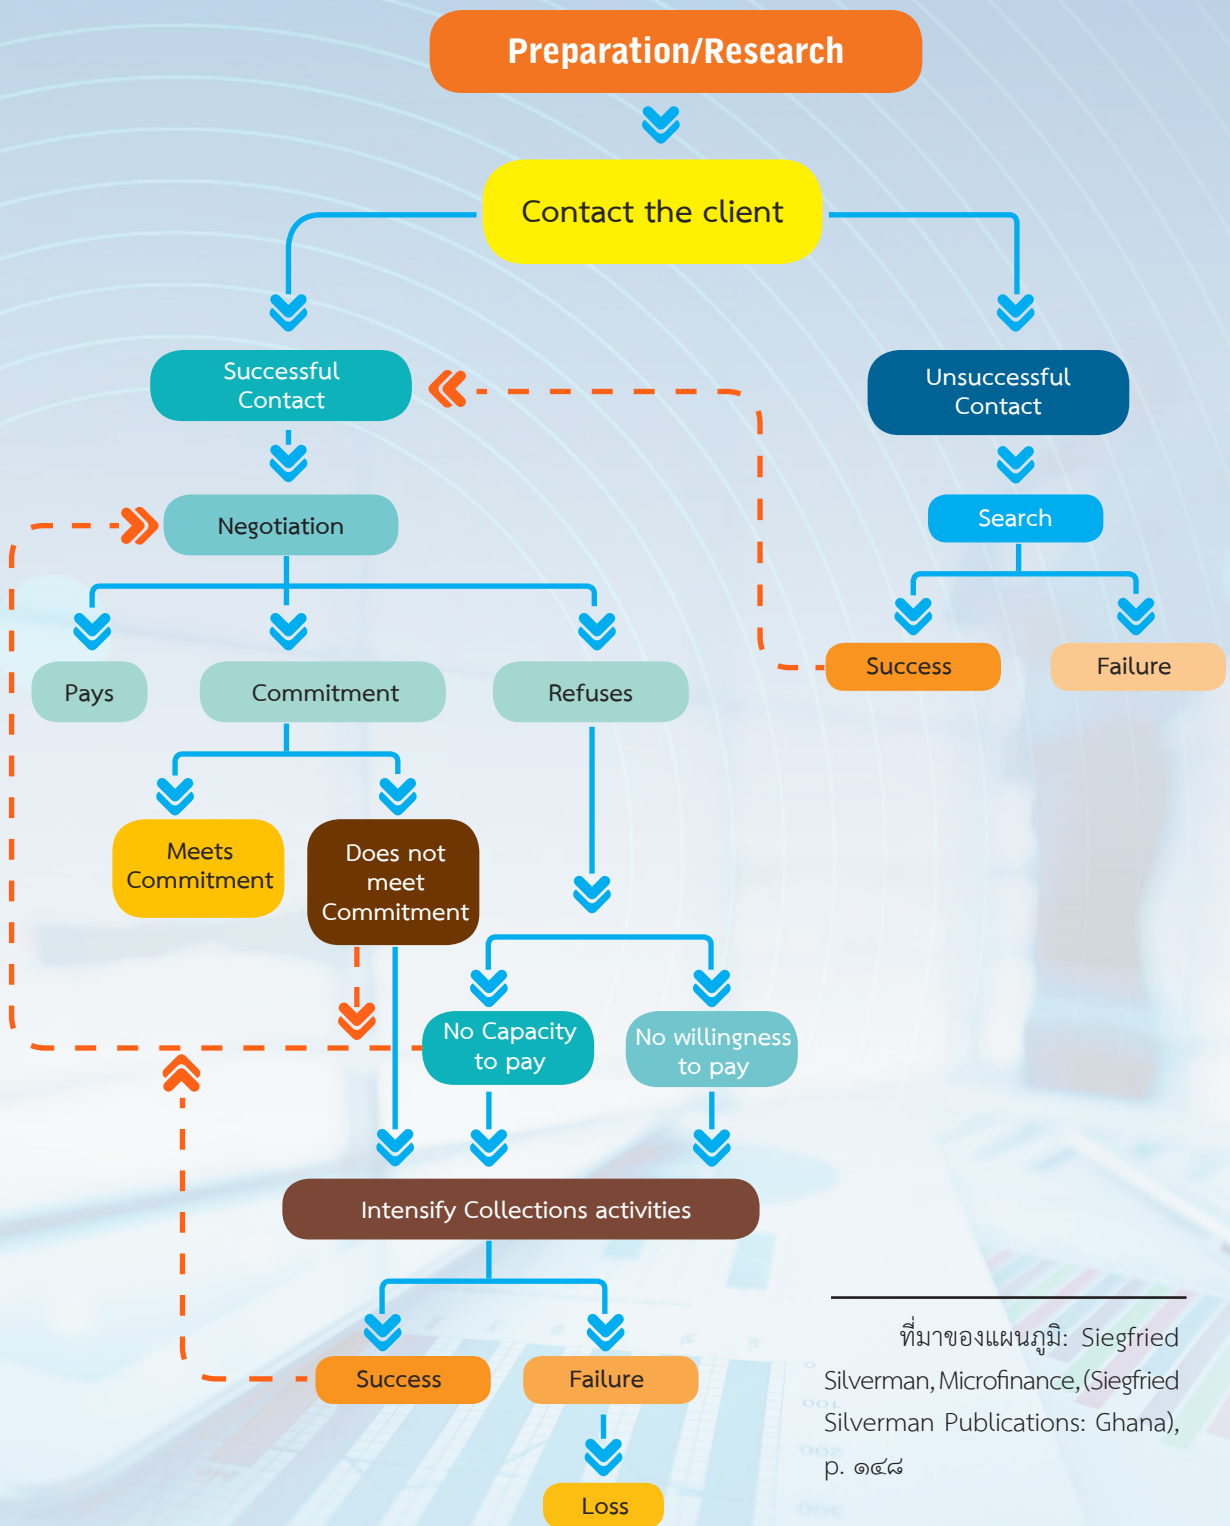 Preparation/Research
Contact the client
Successful
Contact
Unsuccessful
Contact
Negotiation
Search
Pays
Commitment
Refuses
Success
Failure
Meets
Commitment
Does not
meet
Commitment
No Capacity
to pay
No willingness
to pay
Intensify Collections activities
Success
Failure
Loss
ที่มาของแผนภูมิ: Siegfried
Silverman, Microfinance, (Siegfried
Silverman Publications: Ghana),
p. ๑๔๘